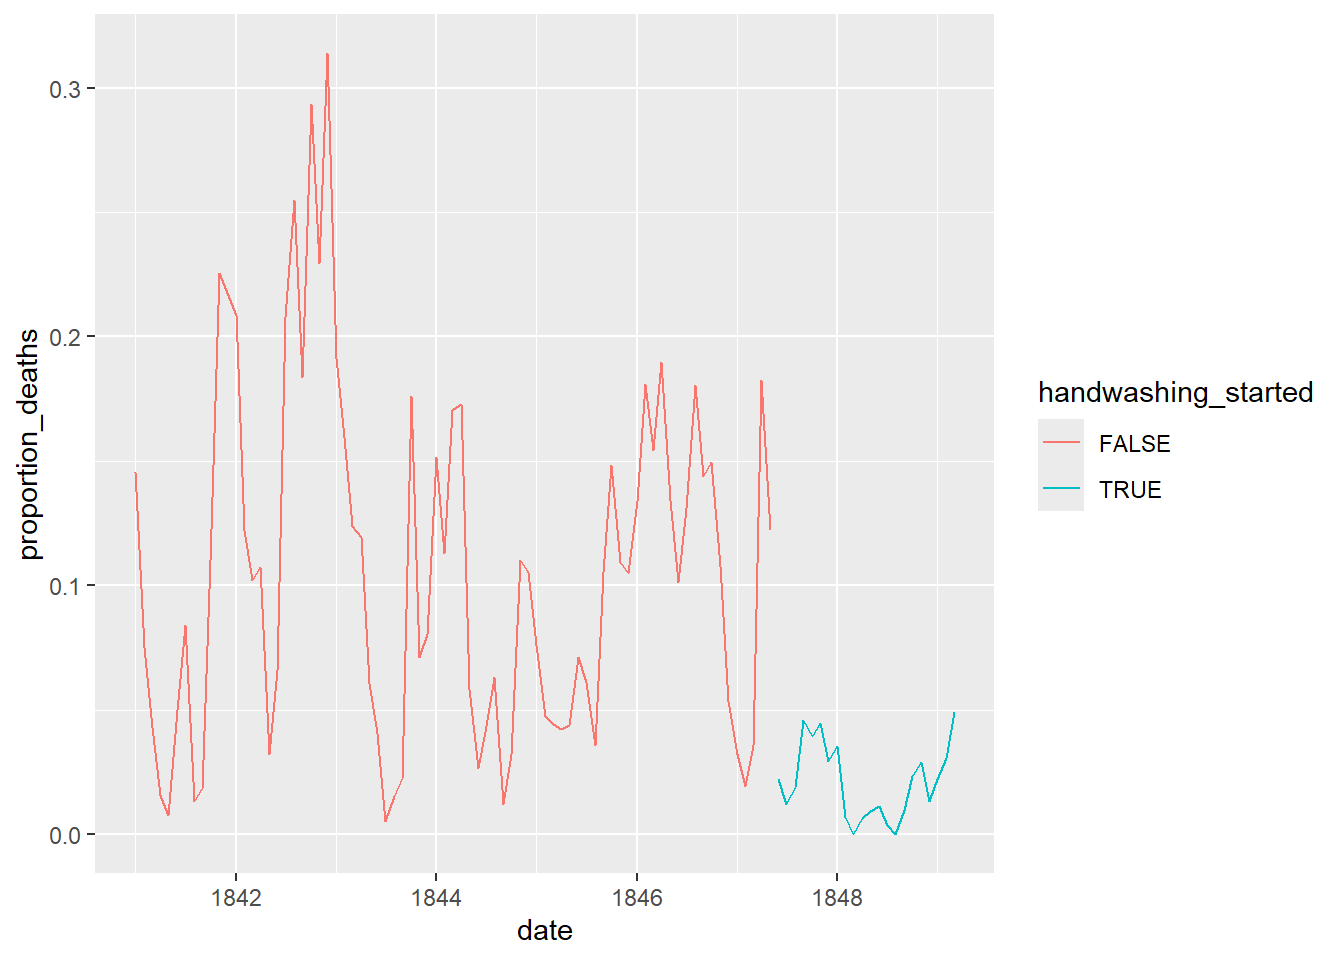 0.3
0.2
0.1
0.0
proportion_deaths
1842 1844 1846 1848
date
handwashing_started
FALSE
TRUE